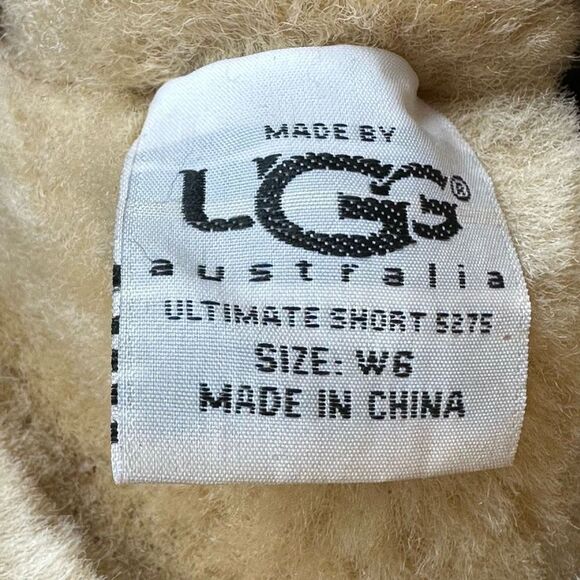 MADE BY
UGG®
australia
ULTIMATE SHORT 5275
SIZE: W6
MADE IN CHINA